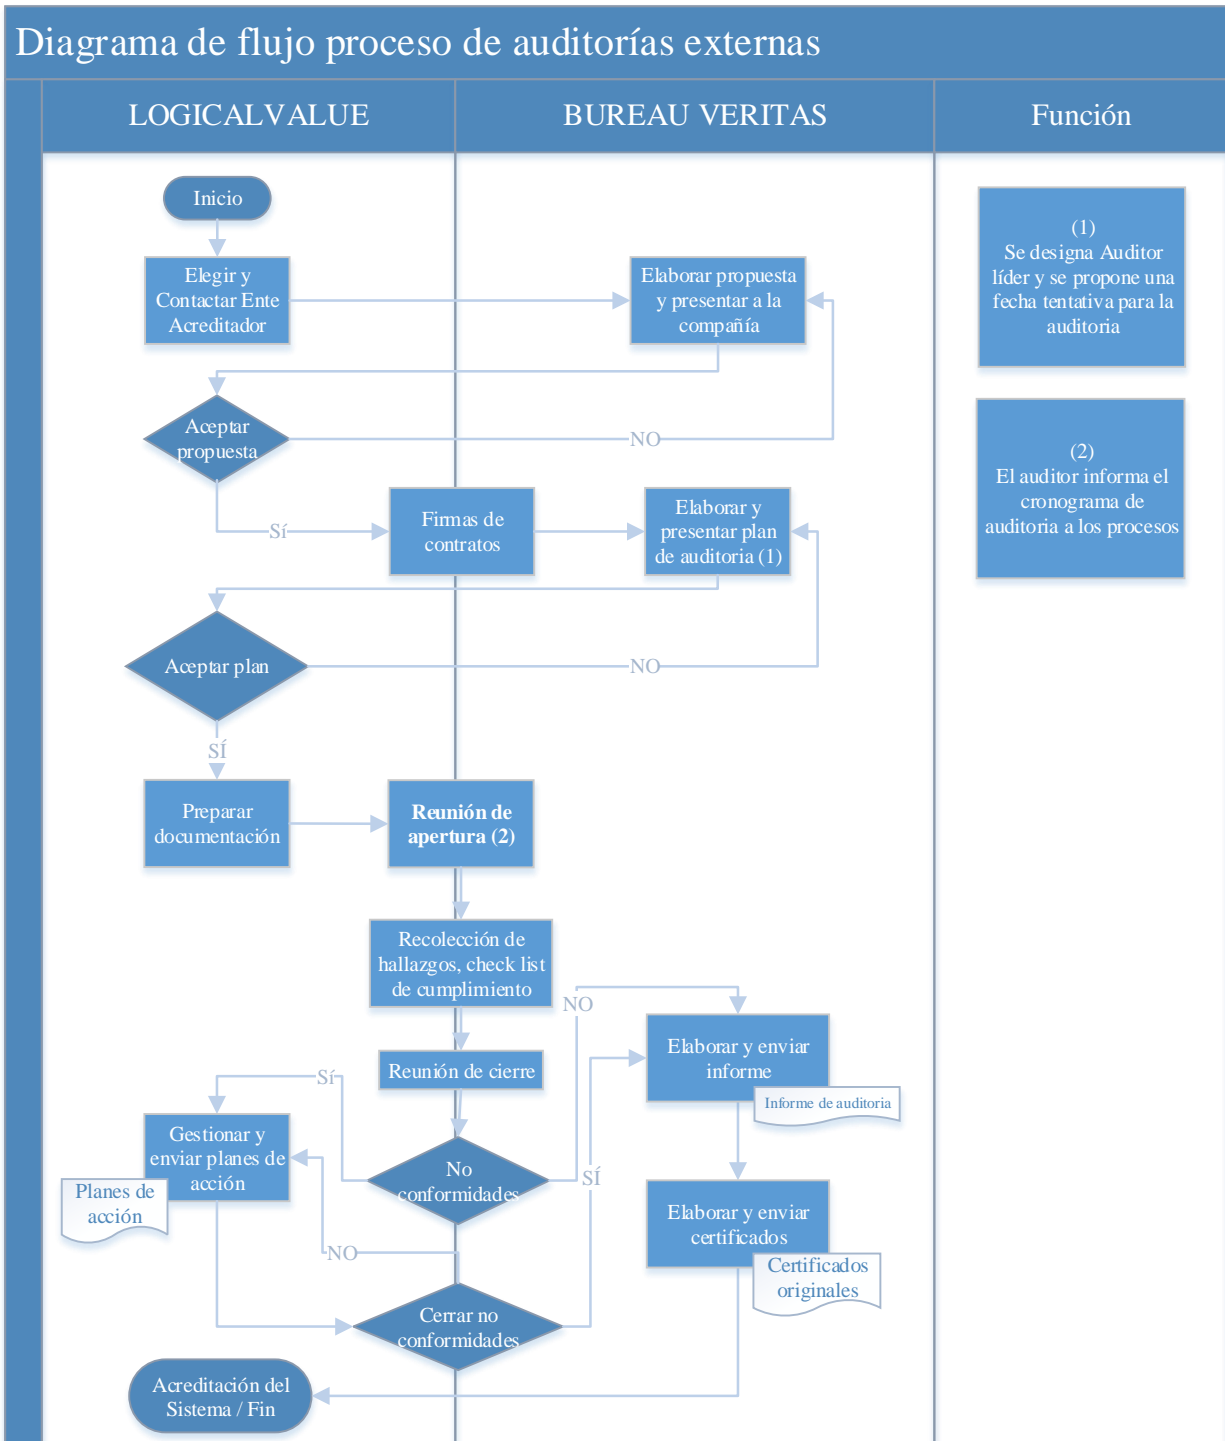 Diagrama de flujo proceso de auditorías externas
LOGICALVALUE
BUREAU VERITAS
Función
Inicio
(1)
Se designa Auditor
líder y se propone una
fecha tentativa para la
auditoria
Elegir y
Contactar Ente
Acreditador
Elaborar propuesta
y presentar a la
compañía
Aceptar
propuesta
NO
(2)
El auditor informa el
cronograma de
auditoria a los procesos
Sí
Firmas de
contratos
Elaborar y
presentar plan
de auditoria (1)
Aceptar plan
NO
SÍ
Preparar
documentación
Reunión de
apertura (2)
Recolección de
hallazgos, check list
de cumplimiento
NO
Elaborar y enviar
informe
Informe de auditoria
Reunión de cierre
Sí
Gestionar y
enviar planes de
acción
Planes de
acción
No
conformidades
SÍ
Elaborar y enviar
certificados
Certificados
originales
NO
Cerrar no
conformidades
Acreditación del
Sistema / Fin